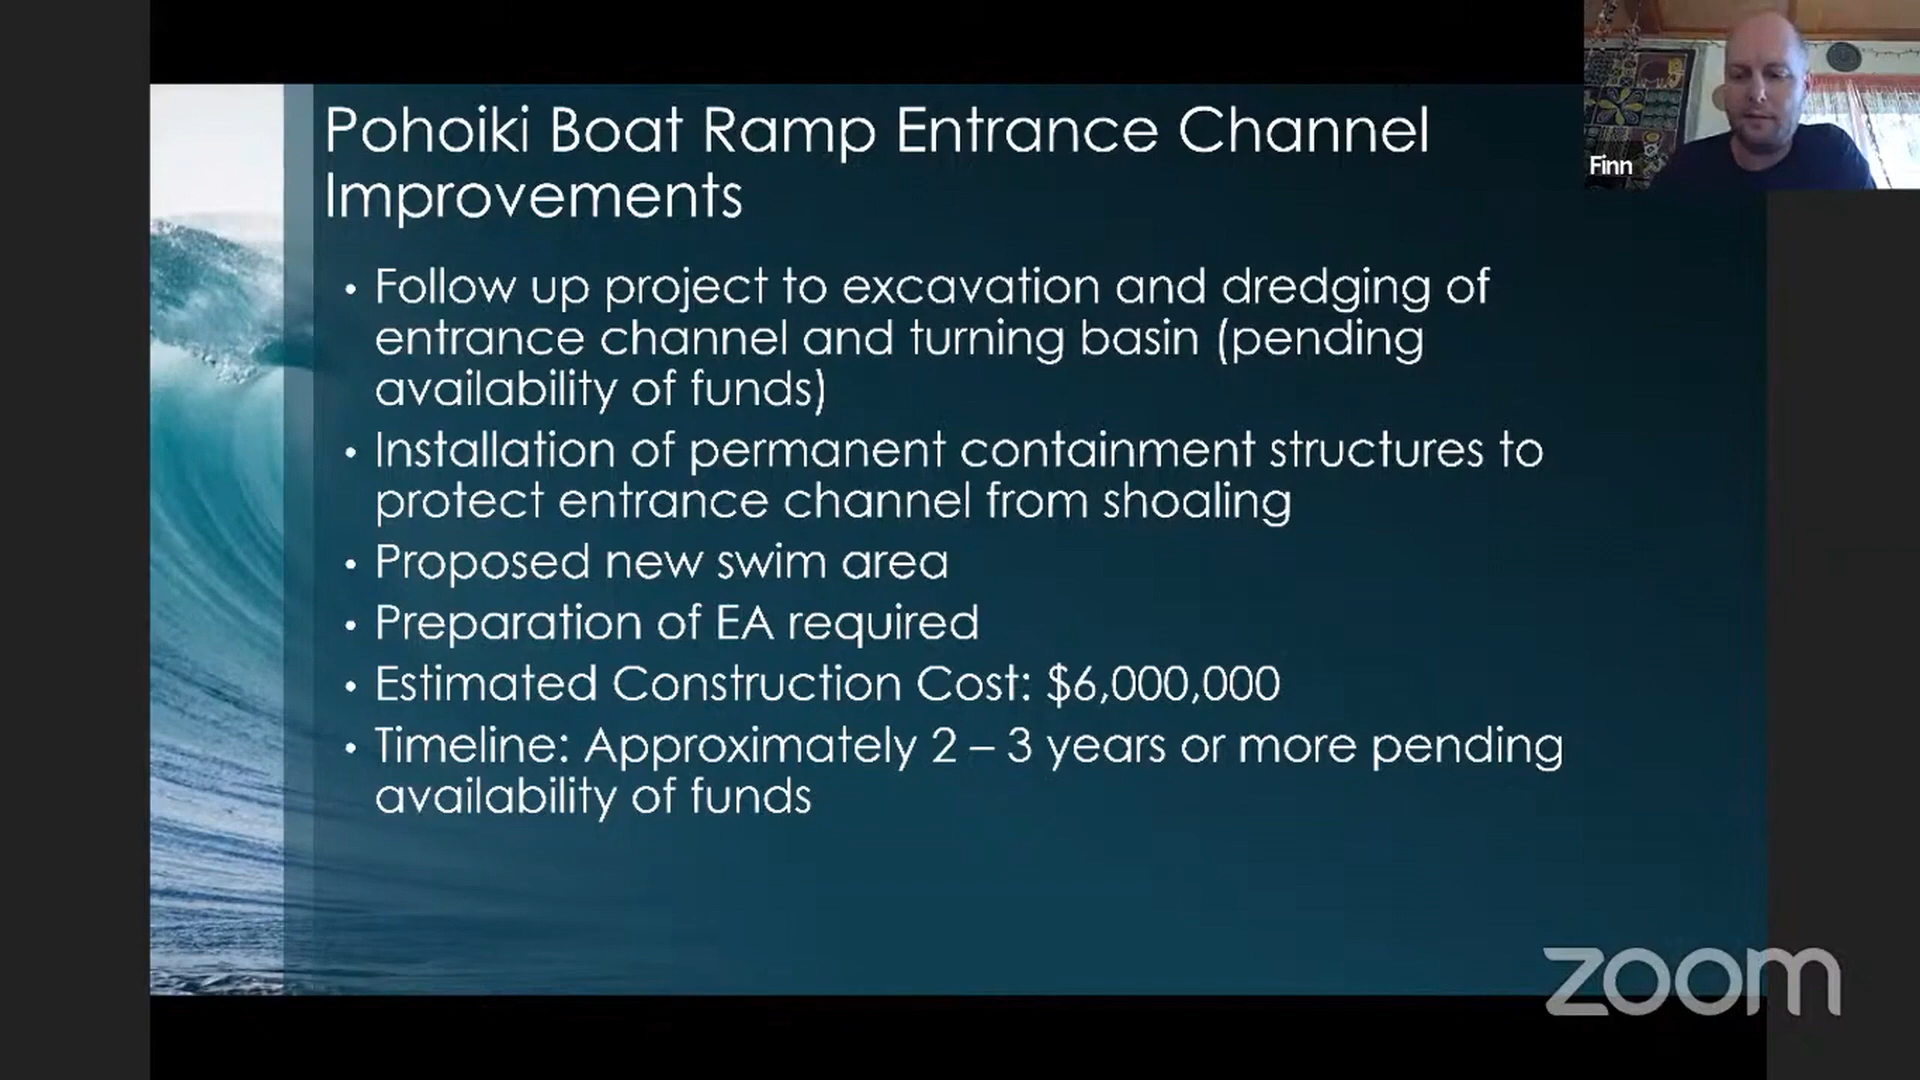 Pohoiki Boat Ramp Entrance Channel
Improvements
• Follow up project to excavation and dredging of
entrance channel and turning basin (pending
availability of funds)
• Installation of permanent containment structures to
protect entrance channel from shoaling
• Proposed new swim area
• Preparation of EA required
• Estimated Construction Cost: $6,000,000
• Timeline: Approximately 2 – 3 years or more pending
availability of funds
Finn
zoom